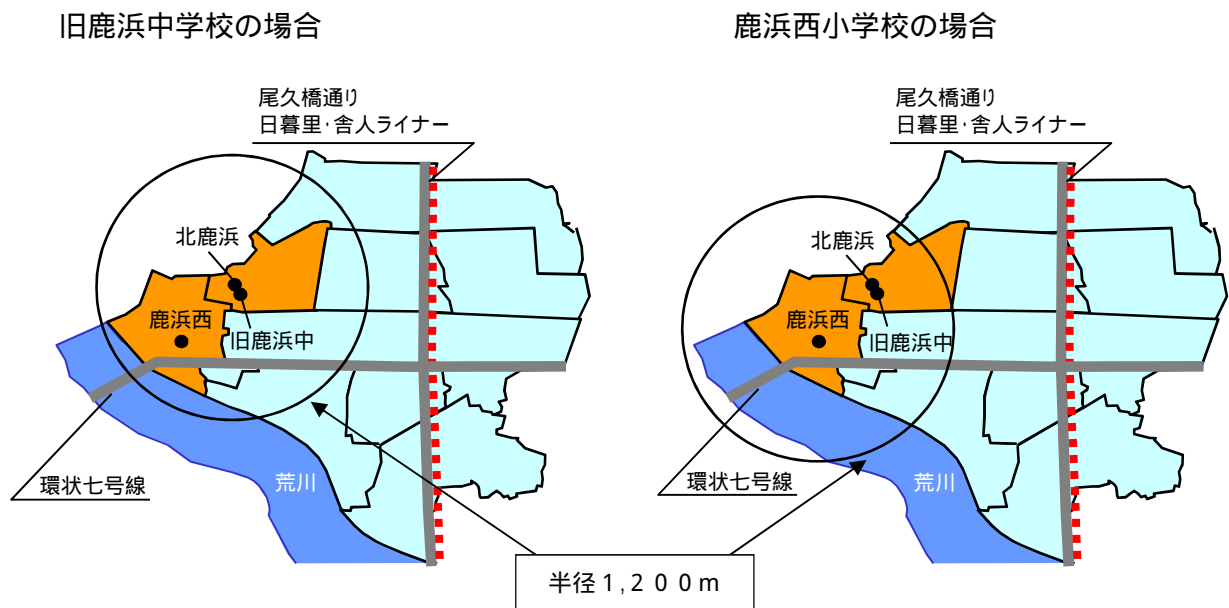 旧鹿浜中学校の場合
鹿浜西小学校の場合
尾久橋通り
日暮里・舎人ライナー
尾久橋通り
日暮里・舎人ライナー
北鹿浜
鹿浜西
旧鹿浜中
環状七号線
荒川
北鹿浜
鹿浜西
旧鹿浜中
環状七号線
荒川
半径1,200m